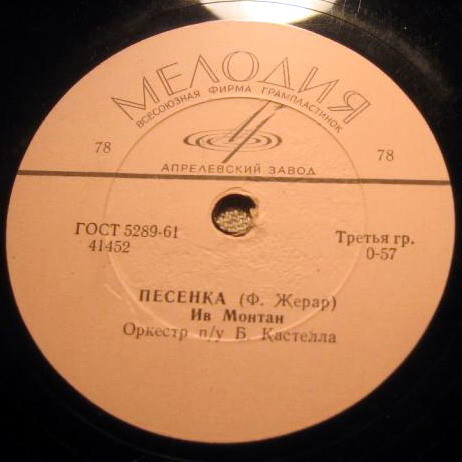 МЕЛОДИЯ
ВСЕСОЮЗНАЯ ФИРМА ГРАМПЛАСТИНОК
78 78
АПРЕЛЕВСКИЙ ЗАВОД
ГОСТ 5289-61 Третья гр.
41452 0-57
ПЕСЕНКА (Ф. Жерар)
Ив Монтан
Оркестр п/у Б. Кастелла